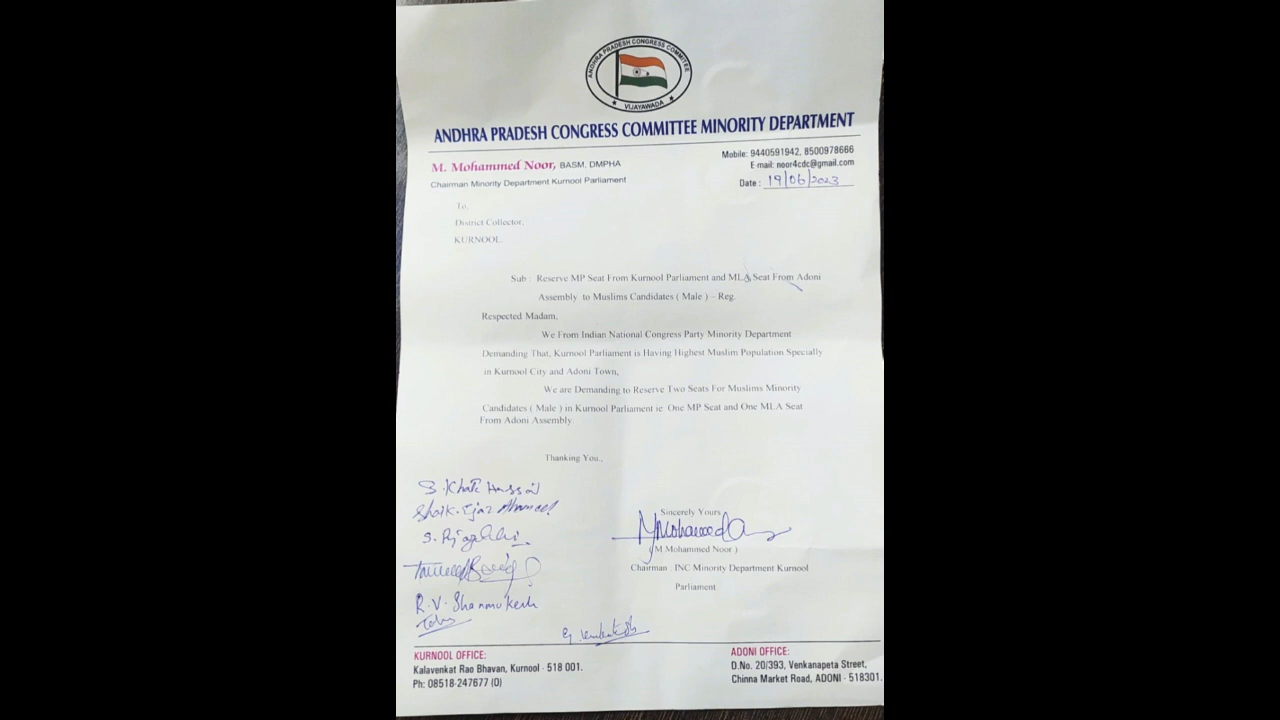 ANDHRA PRADESH CONGRESS COMMITTEE
VIJAYAWADA
ANDHRA PRADESH CONGRESS COMMITTEE MINORITY DEPARTMENT
M. Mohammed Noor, BASM, DMPHA
Chairman Minority Department Kurnool Parliament
Mobile: 9440591942, 8500978666
E-mail: noor4cdc@gmail.com
Date : 19/06/2023
To,
District Collector,
KURNOOL.
Sub : Reserve MP Seat From Kurnool Parliament and MLA Seat From Adoni
Assembly to Muslims Candidates ( Male ) – Reg.
Respected Madam,
We From Indian National Congress Party Minority Department
Demanding That, Kurnool Parliament is Having Highest Muslim Population Specially
in Kurnool City and Adoni Town,
We are Demanding to Reserve Two Seats For Muslims Minority
Candidates ( Male ) in Kurnool Parliament ie One MP Seat and One MLA Seat
From Adoni Assembly.
Thanking You.,
Shaik. Ejaz Ahmed
R.V. Shanmukesh
Sincerely Yours
( M Mohammed Noor )
Chairman : INC Minority Department Kurnool
Parliament
KURNOOL OFFICE:
Kalavenkat Rao Bhavan, Kurnool - 518 001.
Ph: 08518-247677 (O)
ADONI OFFICE:
D.No. 20/393, Venkanapeta Street,
Chinna Market Road, ADONI - 518301.